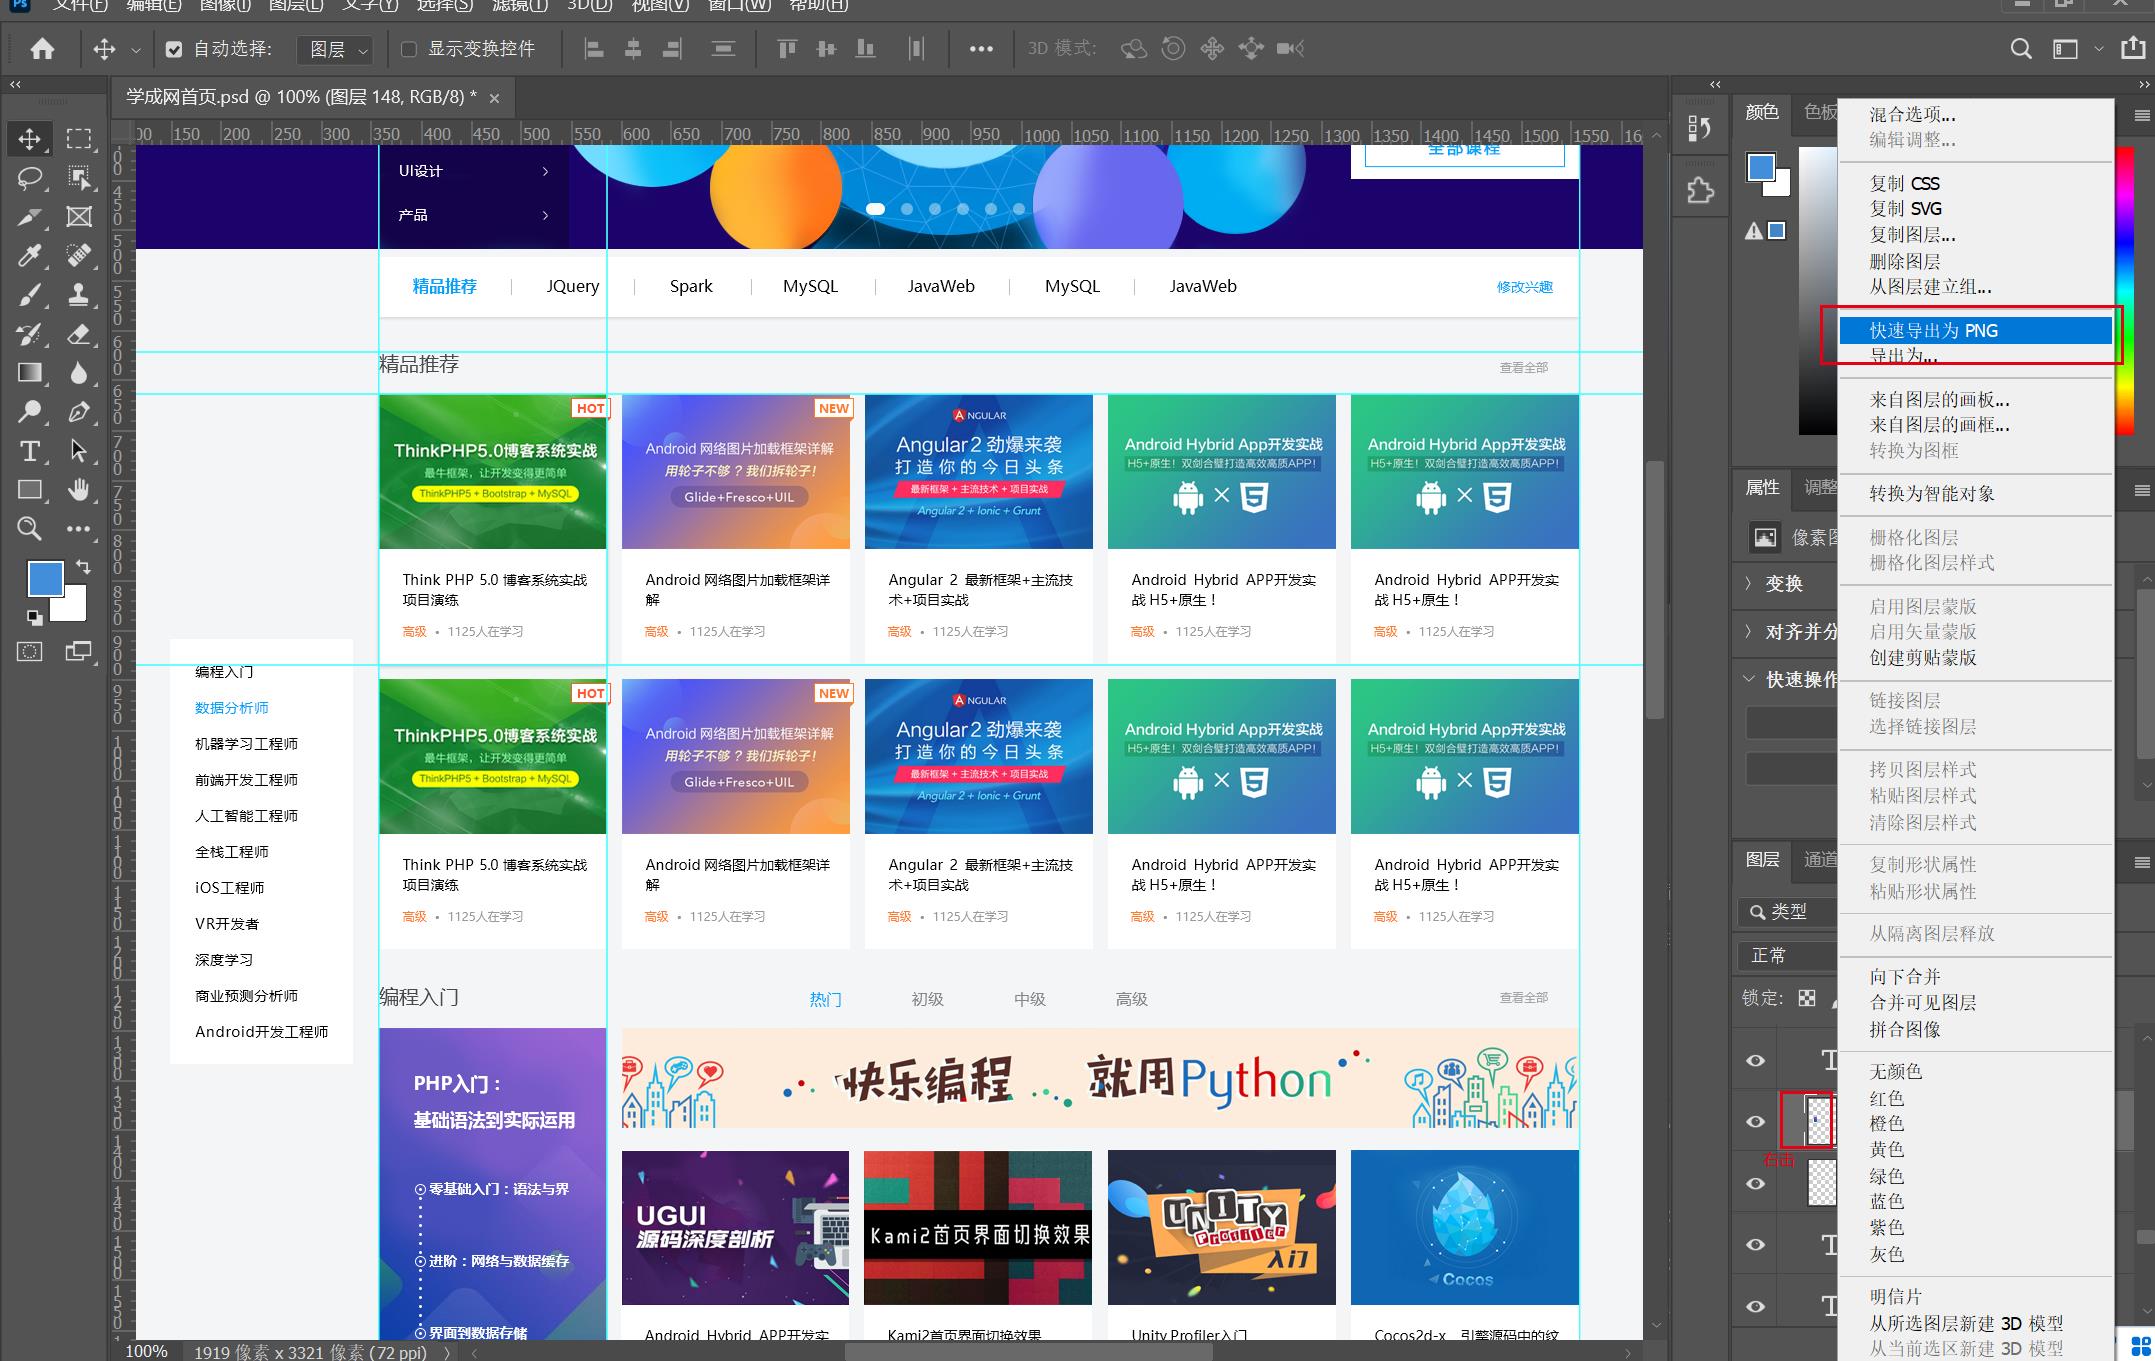 文件(F) 编辑(E) 图像(I) 图层(L) 文字(Y) 选择(S) 滤镜(T) 3D(D) 视图(V) 窗口(W) 帮助(H)
自动选择: 图层 显示变换控件 3D 模式:
学成网首页.psd @ 100% (图层 148, RGB/8) *
150 200 250 300 350 400 450 500 550 600 650 700 750 800 850 900 950 1000 1050 1100 1150 1200 1250 1300 1350 1400 1450 1500 1550
UI设计
产品
全部课程
精品推荐 JQuery Spark MySQL JavaWeb MySQL JavaWeb 修改兴趣
精品推荐 查看全部
HOT NEW
ThinkPHP5.0博客系统实战
最牛框架，让开发变得更简单
ThinkPHP5 + Bootstrap + MySQL
Android 网络图片加载框架详解
用轮子不够？我们拆轮子！
Glide+Fresco+UIL
ANGULAR
Angular2 劲爆来袭
打造你的今日头条
最新框架 + 主流技术 + 项目实战
Angular 2 + Ionic + Grunt
Android Hybrid App开发实战
H5+原生！双剑合璧打造高效高质APP！
Android Hybrid App开发实战
H5+原生！双剑合璧打造高效高质APP！
Think PHP 5.0 博客系统实战
项目演练
高级 • 1125人在学习
Android 网络图片加载框架详
解
高级 • 1125人在学习
Angular 2 最新框架+主流技
术+项目实战
高级 • 1125人在学习
Android Hybrid APP开发实
战 H5+原生！
高级 • 1125人在学习
Android Hybrid APP开发实
战 H5+原生！
高级 • 1125人在学习
HOT NEW
ThinkPHP5.0博客系统实战
最牛框架，让开发变得更简单
ThinkPHP5 + Bootstrap + MySQL
Android 网络图片加载框架详解
用轮子不够？我们拆轮子！
Glide+Fresco+UIL
ANGULAR
Angular2 劲爆来袭
打造你的今日头条
最新框架 + 主流技术 + 项目实战
Angular 2 + Ionic + Grunt
Android Hybrid App开发实战
H5+原生！双剑合璧打造高效高质APP！
Android Hybrid App开发实战
H5+原生！双剑合璧打造高效高质APP！
Think PHP 5.0 博客系统实战
项目演练
高级 • 1125人在学习
Android 网络图片加载框架详
解
高级 • 1125人在学习
Angular 2 最新框架+主流技
术+项目实战
高级 • 1125人在学习
Android Hybrid APP开发实
战 H5+原生！
高级 • 1125人在学习
Android Hybrid APP开发实
战 H5+原生！
高级 • 1125人在学习
编程入门
数据分析师
机器学习工程师
前端开发工程师
人工智能工程师
全栈工程师
iOS工程师
VR开发者
深度学习
商业预测分析师
Android开发工程师
编程入门 热门 初级 中级 高级 查看全部
PHP入门：
基础语法到实际运用
零基础入门：语法与界
进阶：网络与数据缓存
界面到数据存储
快乐编程 就用Python
UGUI
源码深度剖析
Kami2首页界面切换效果
UNITY
Profiler
入门
Cocos
Android Hybrid APP开发实
Kami2首页界面切换效果
Unity Profiler入门
Cocos2d-x 引擎源码中的纹
100% 1919 像素 x 3321 像素 (72 ppi)
颜色 色板
属性 调整
像素图
变换
对齐并分
快速操作
图层 通道
类型
正常
锁定:
右击
混合选项...
编辑调整...
复制 CSS
复制 SVG
复制图层...
删除图层
从图层建立组...
快速导出为 PNG
导出为...
来自图层的画板...
来自图层的画框...
转换为图框
转换为智能对象
栅格化图层
栅格化图层样式
启用图层蒙版
启用矢量蒙版
创建剪贴蒙版
链接图层
选择链接图层
拷贝图层样式
粘贴图层样式
清除图层样式
复制形状属性
粘贴形状属性
从隔离图层释放
向下合并
合并可见图层
拼合图像
无颜色
红色
橙色
黄色
绿色
蓝色
紫色
灰色
明信片
从所选图层新建 3D 模型
从当前选区新建 3D 模型